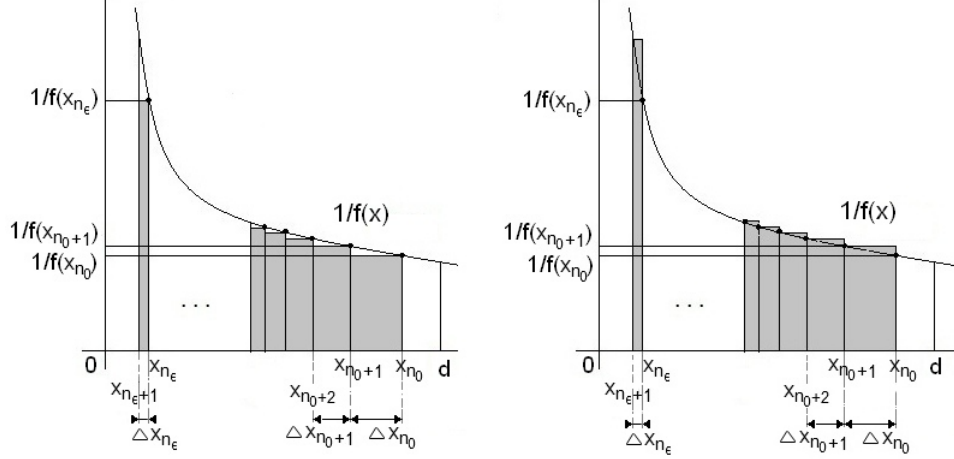 1/f(x_{n_ϵ})
1/f(x)
1/f(x_{n_0+1})
1/f(x_{n_0})
. . .
0 x_{n_ϵ} x_{n_0+1} x_{n_0} d
x_{n_ϵ+1} x_{n_0+2}
△x_{n_ϵ} △x_{n_0+1} △x_{n_0}
1/f(x_{n_ϵ})
1/f(x)
1/f(x_{n_0+1})
1/f(x_{n_0})
. . .
0 x_{n_ϵ} x_{n_0+1} x_{n_0} d
x_{n_ϵ+1} x_{n_0+2}
△x_{n_ϵ} △x_{n_0+1} △x_{n_0}